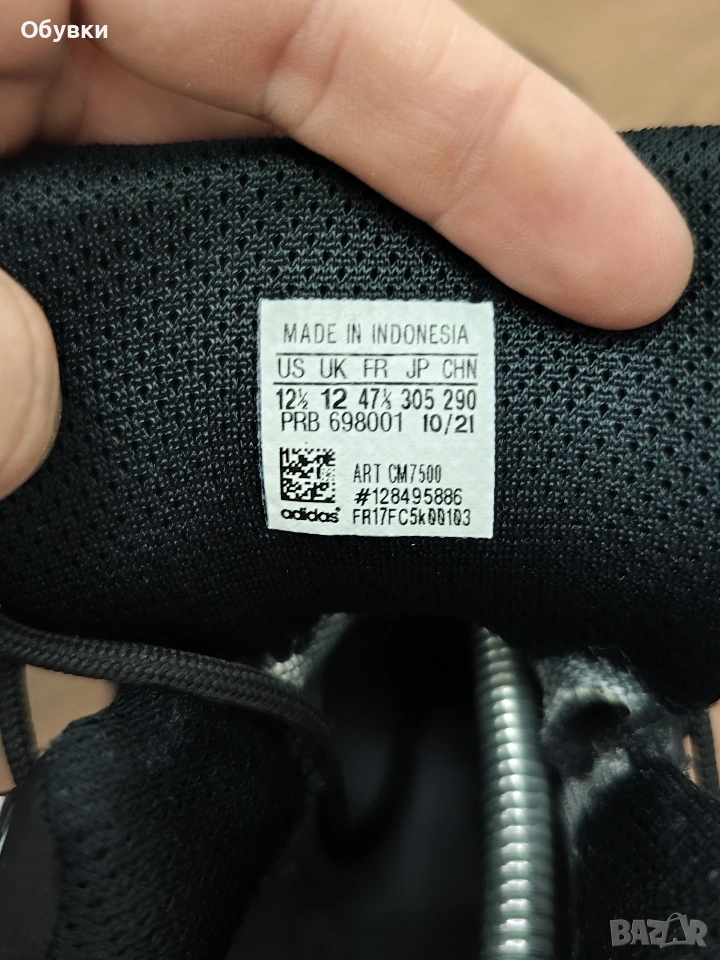 Обувки
MADE IN INDONESIA
US UK FR JP CHN
12½ 12 47⅓ 305 290
PRB 698001 10/21
ART CM7500
#128495886
adidas FR17FC5k00103
BAZAR